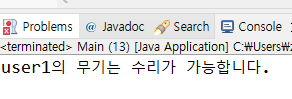 Problems @ Javadoc Search Console
<terminated> Main (13) [Java Application] C:₩Users₩
user1의 무기는 수리가 가능합니다.